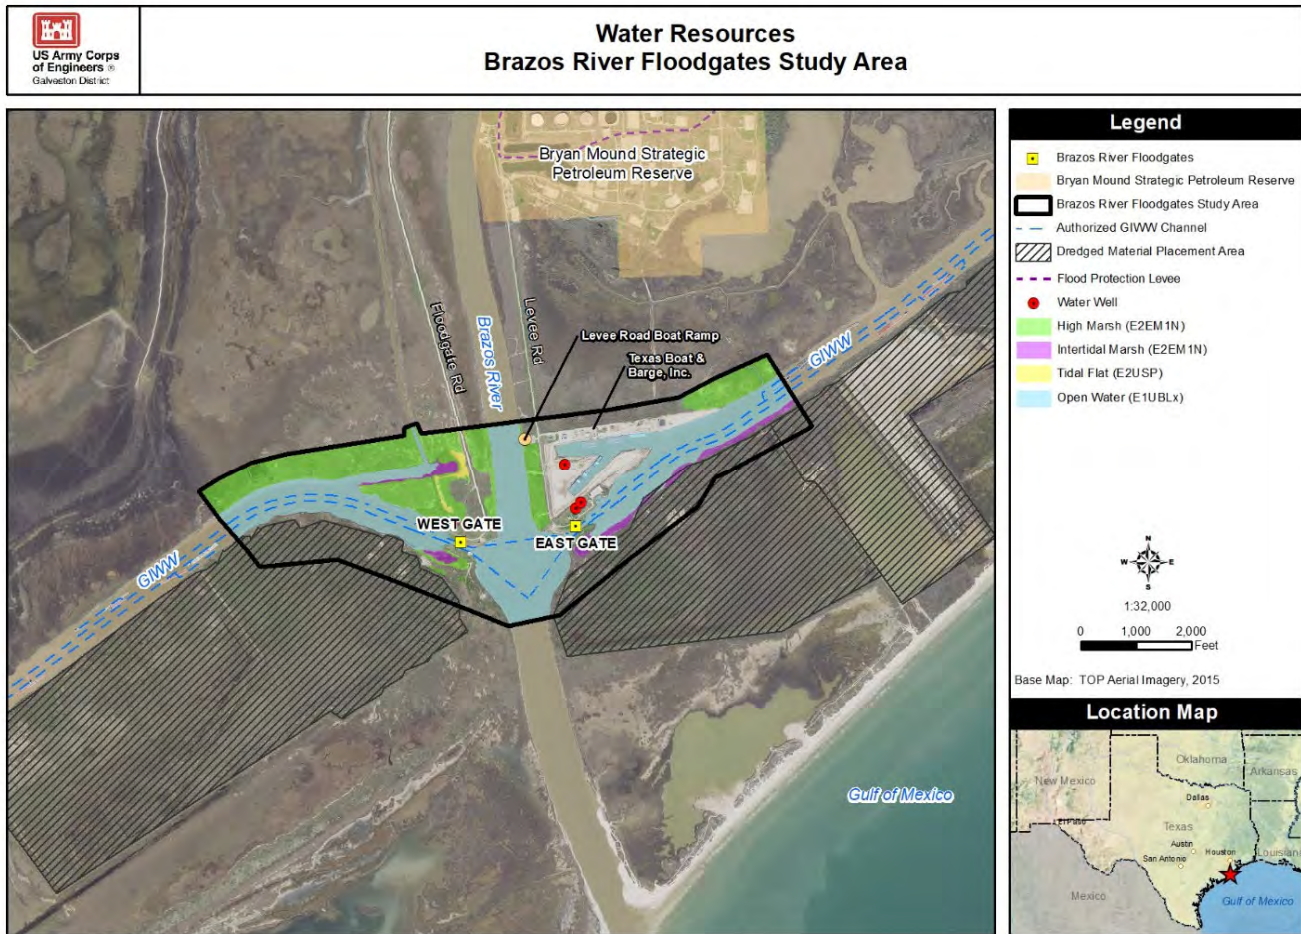 US Army Corps
of Engineers ®
Galveston District
Water Resources
Brazos River Floodgates Study Area
Bryan Mound Strategic
Petroleum Reserve
Floodgate Rd
Brazos River
Levee Rd
Levee Road Boat Ramp
Texas Boat &
Barge, Inc.
GIWW
WEST GATE
EAST GATE
GIWW
Gulf of Mexico
Legend
Brazos River Floodgates
Bryan Mound Strategic Petroleum Reserve
Brazos River Floodgates Study Area
Authorized GIWW Channel
Dredged Material Placement Area
Flood Protection Levee
Water Well
High Marsh (E2EM1N)
Intertidal Marsh (E2EM1N)
Tidal Flat (E2USP)
Open Water (E1UBLx)
N
W E
S
1:32,000
0 1,000 2,000
Feet
Base Map: TOP Aerial Imagery, 2015
Location Map
Oklahoma
New Mexico
Arkansas
Dallas
El Paso
Texas
Austin
Houston
Louisiana
San Antonio
Mexico
Gulf of Mexico